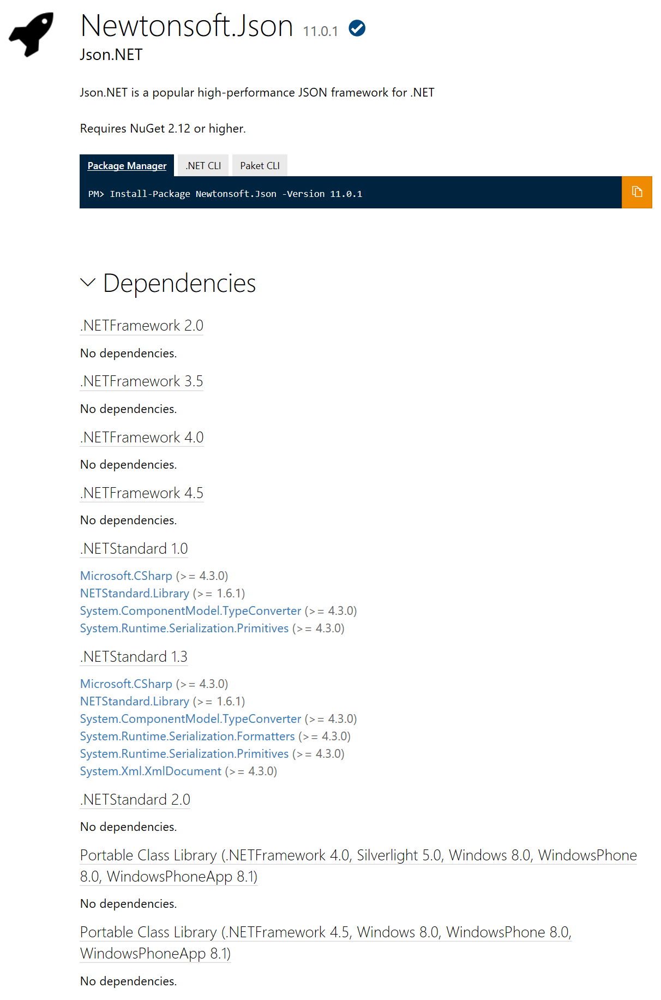 Newtonsoft.Json 11.0.1
Json.NET
Json.NET is a popular high-performance JSON framework for .NET
Requires NuGet 2.12 or higher.
Package Manager .NET CLI Paket CLI
PM> Install-Package Newtonsoft.Json -Version 11.0.1
Dependencies
.NETFramework 2.0
No dependencies.
.NETFramework 3.5
No dependencies.
.NETFramework 4.0
No dependencies.
.NETFramework 4.5
No dependencies.
.NETStandard 1.0
Microsoft.CSharp (>= 4.3.0)
NETStandard.Library (>= 1.6.1)
System.ComponentModel.TypeConverter (>= 4.3.0)
System.Runtime.Serialization.Primitives (>= 4.3.0)
.NETStandard 1.3
Microsoft.CSharp (>= 4.3.0)
NETStandard.Library (>= 1.6.1)
System.ComponentModel.TypeConverter (>= 4.3.0)
System.Runtime.Serialization.Formatters (>= 4.3.0)
System.Runtime.Serialization.Primitives (>= 4.3.0)
System.Xml.XmlDocument (>= 4.3.0)
.NETStandard 2.0
No dependencies.
Portable Class Library (.NETFramework 4.0, Silverlight 5.0, Windows 8.0, WindowsPhone
8.0, WindowsPhoneApp 8.1)
No dependencies.
Portable Class Library (.NETFramework 4.5, Windows 8.0, WindowsPhone 8.0,
WindowsPhoneApp 8.1)
No dependencies.